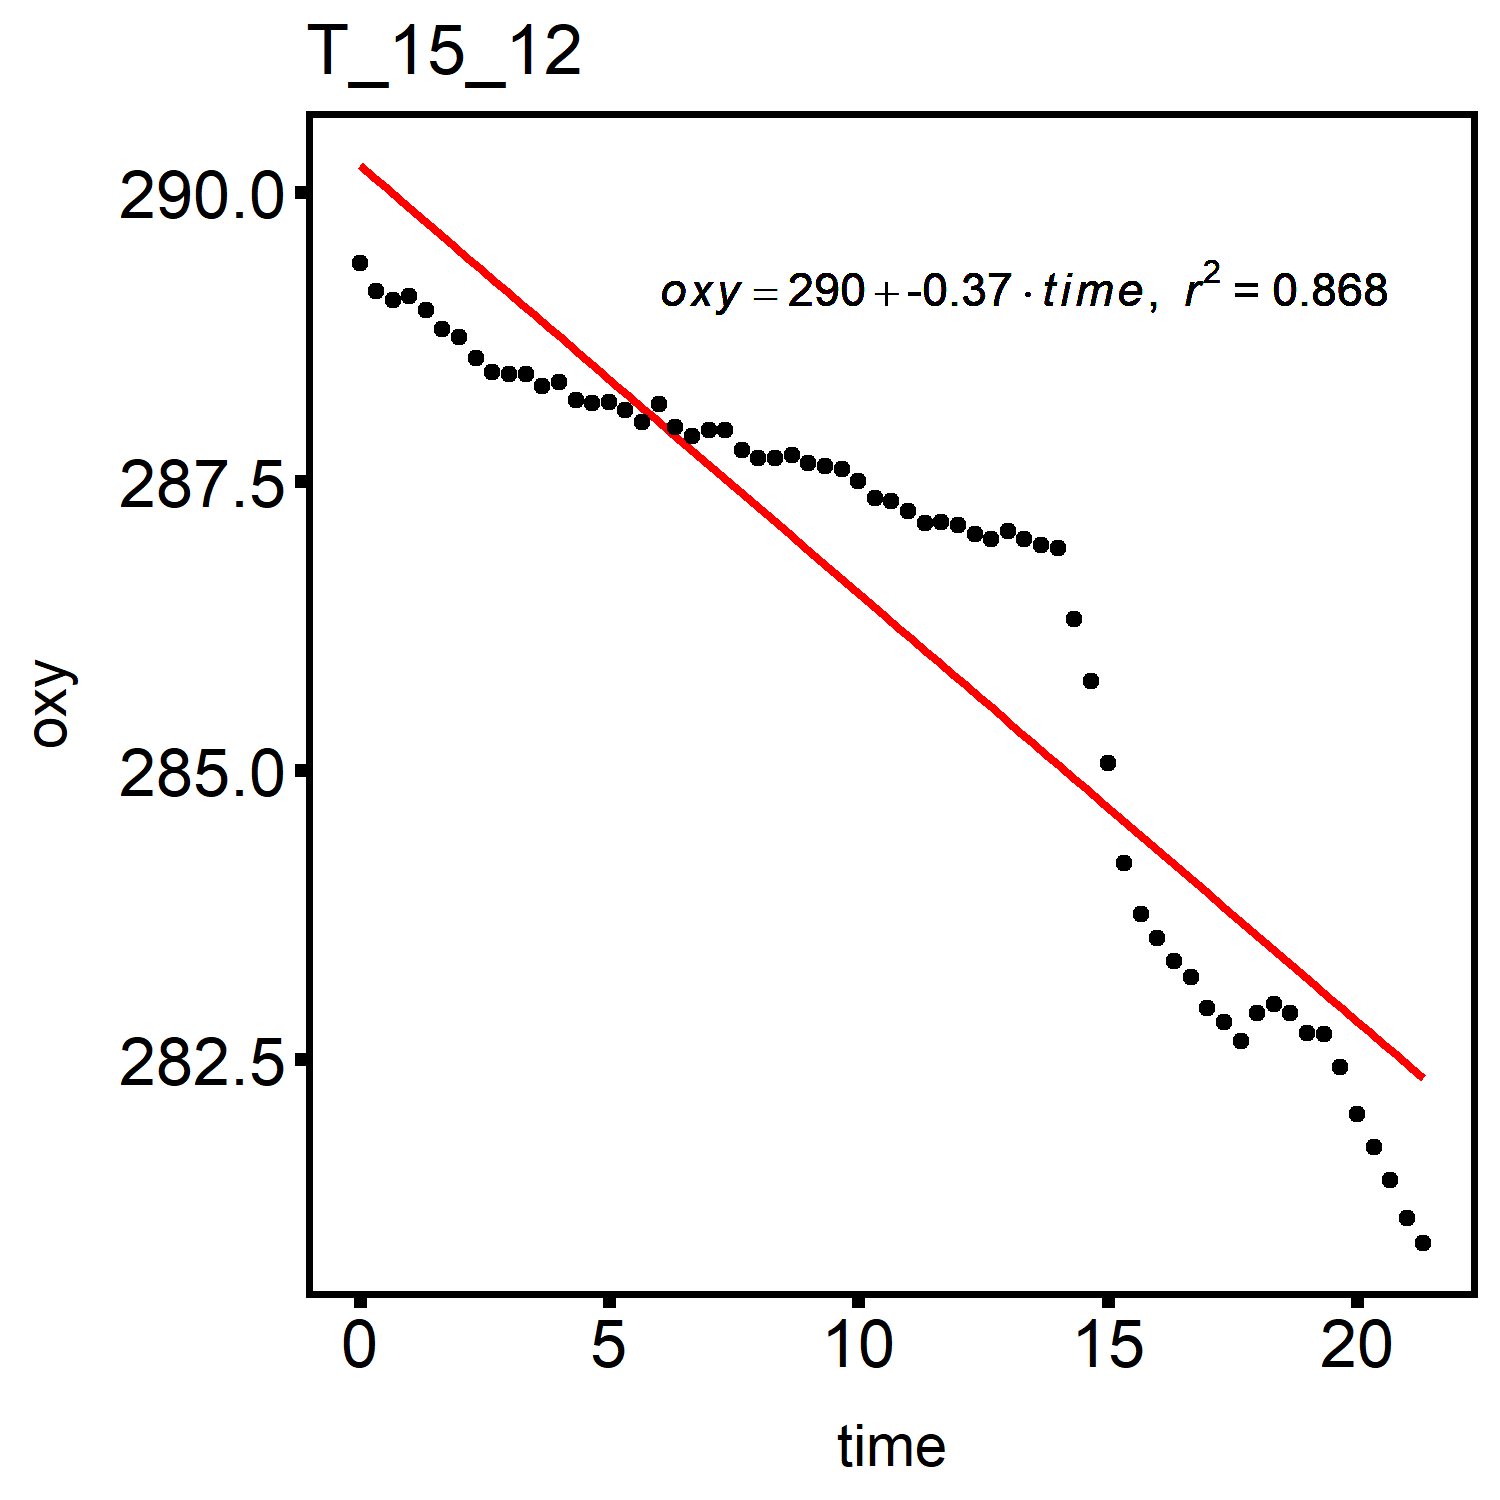 T_15_12
290.0
oxy = 290 + -0.37 · time, r² = 0.868
287.5
oxy
285.0
282.5
0 5 10 15 20
time